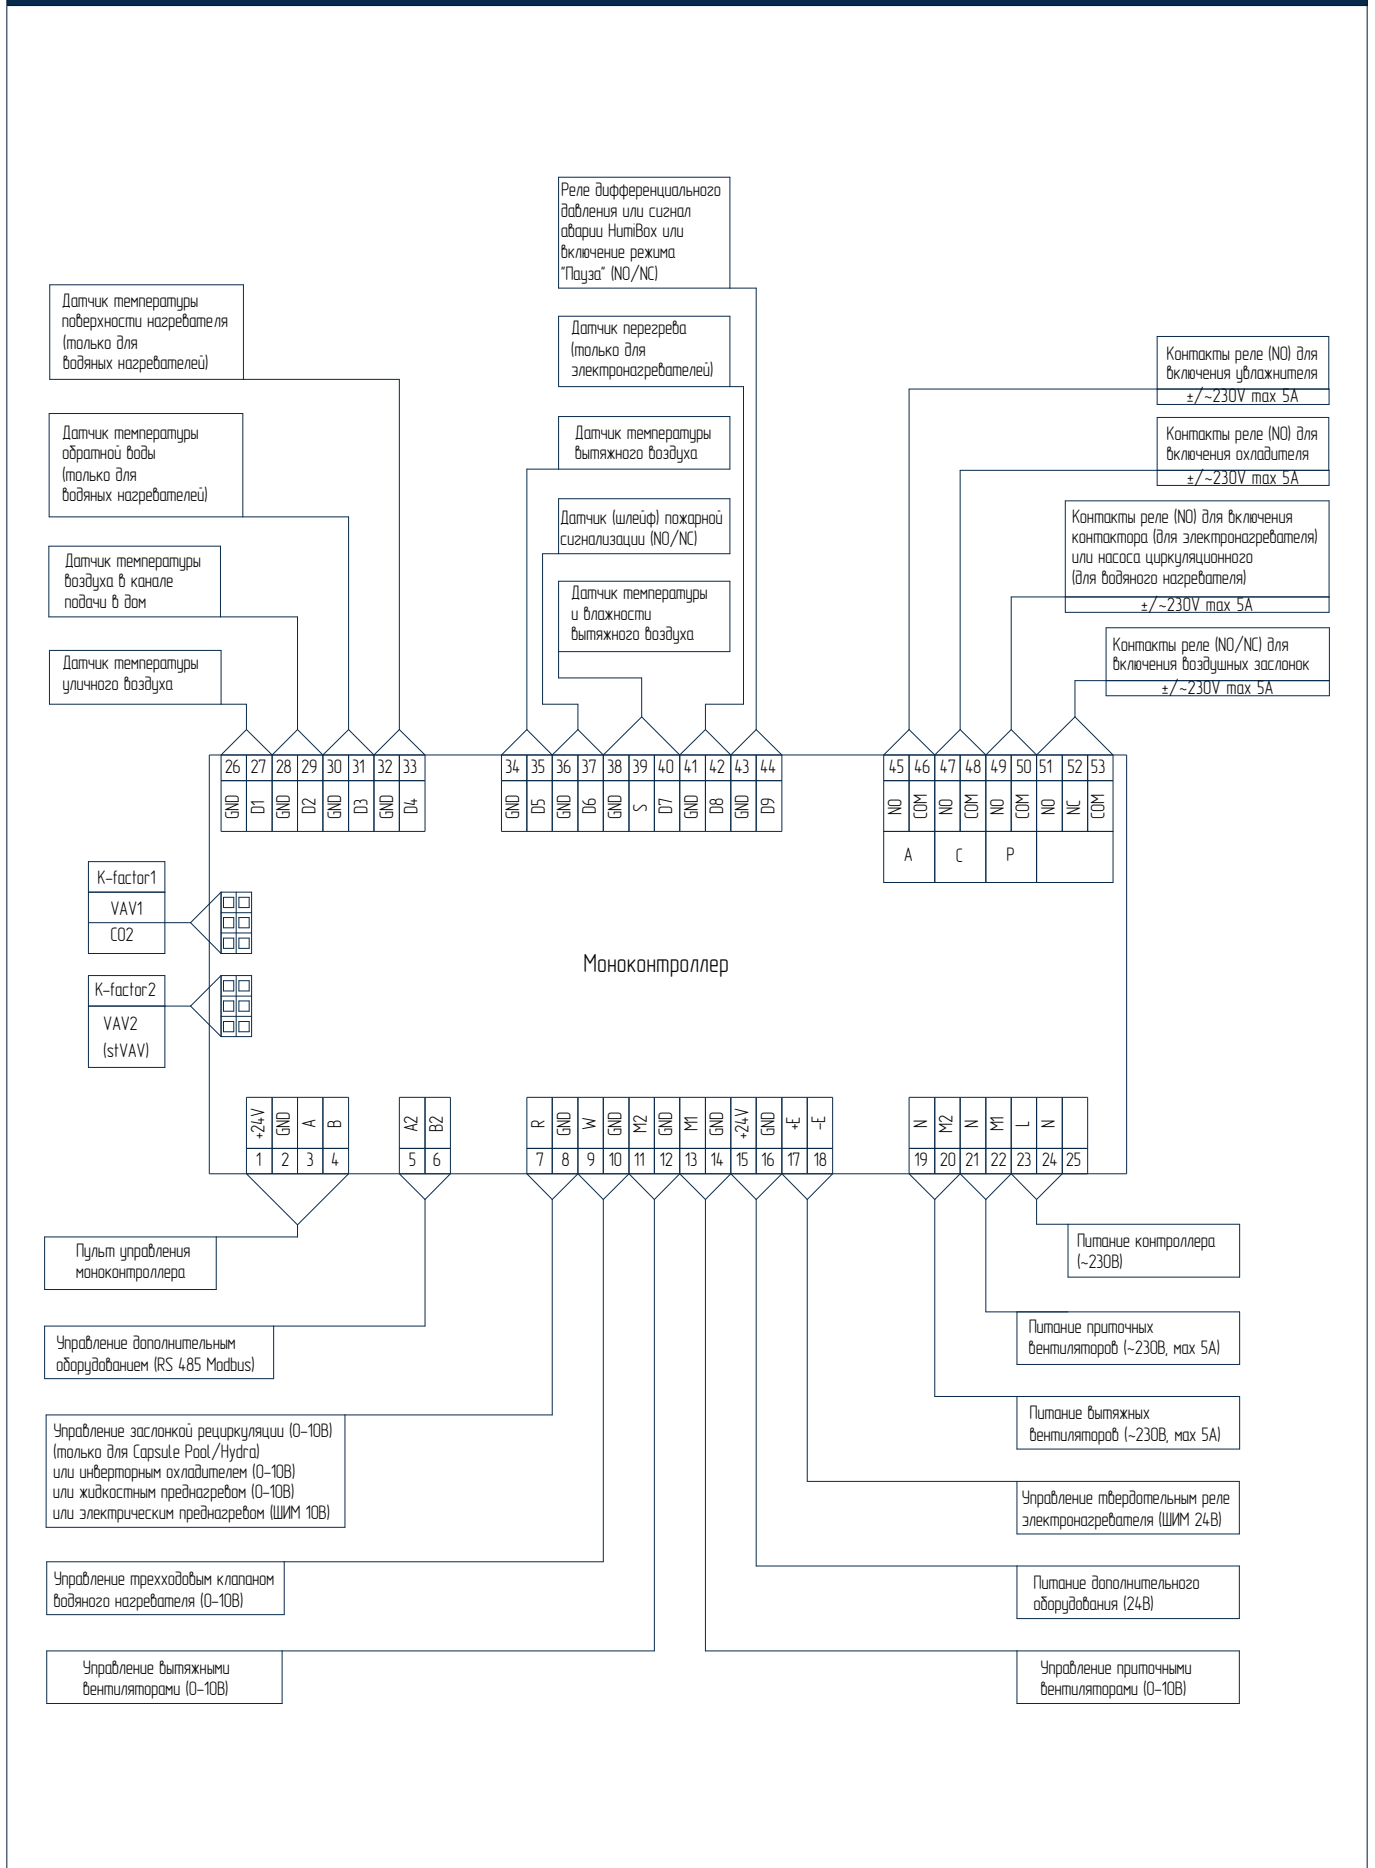 Реле дифференциального
давления или сигнал
аварии HumiBox или
включение режима
"Пауза" (NO/NC)
Датчик температуры
поверхности нагревателя
(только для
водяных нагревателей)
Датчик перегрева
(только для
электронагревателей)
Контакты реле (NO) для
включения увлажнителя
±/~230V max 5A
Датчик температуры
обратной воды
(только для
водяных нагревателей)
Датчик температуры
вытяжного воздуха
Контакты реле (NO) для
включения охладителя
±/~230V max 5A
Датчик (шлейф) пожарной
сигнализации (NO/NC)
Контакты реле (NO) для включения
контактора (для электронагревателя)
или насоса циркуляционного
(для водяного нагревателя)
±/~230V max 5A
Датчик температуры
воздуха в канале
подачи в дом
Датчик температуры
и влажности
вытяжного воздуха
Датчик температуры
уличного воздуха
Контакты реле (NO/NC) для
включения воздушных заслонок
±/~230V max 5A
26 27 28 29 30 31 32 33 34 35 36 37 38 39 40 41 42 43 44 45 46 47 48 49 50 51 52 53
GND D1 GND D2 GND D3 GND D4 GND D5 GND D6 GND S D7 GND D8 GND D9 NO COM NO COM NO COM NO NC COM
A C P
K-factor1
VAV1
CO2
Моноконтроллер
K-factor2
VAV2
(stVAV)
+24V GND A B A2 B2 R GND W GND M2 GND M1 GND +24V GND +E -E N M2 N M1 L N
1 2 3 4 5 6 7 8 9 10 11 12 13 14 15 16 17 18 19 20 21 22 23 24 25
Пульт управления
моноконтроллера
Питание контроллера
(~230В)
Управление дополнительным
оборудованием (RS 485 Modbus)
Питание приточных
вентиляторов (~230В, мах 5А)
Управление заслонкой рециркуляции (0-10В)
(только для Capsule Pool/Hydra)
или инверторным охладителем (0-10В)
или жидкостным преднагревом (0-10В)
или электрическим преднагревом (ШИМ 10В)
Питание вытяжных
вентиляторов (~230В, мах 5А)
Управление твердотельным реле
электронагревателя (ШИМ 24В)
Управление трехходовым клапаном
водяного нагревателя (0-10В)
Питание дополнительного
оборудования (24В)
Управление вытяжными
вентиляторами (0-10В)
Управление приточными
вентиляторами (0-10В)